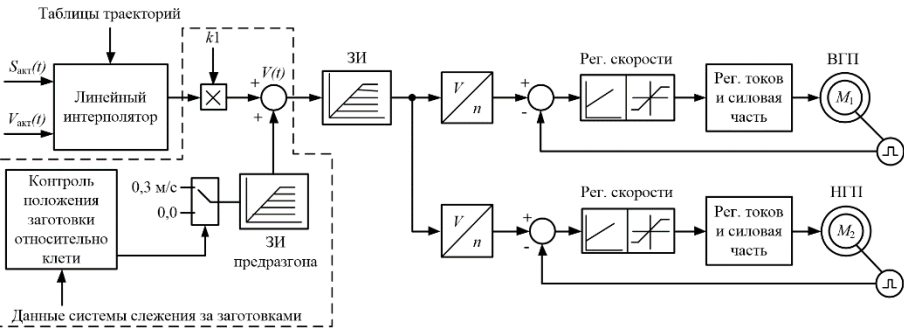 Таблицы траекторий
Sакт(t)
Vакт(t)
Линейный
интерполятор
k1
V(t)
+
+
ЗИ
V
n
+
-
Рег. скорости
Рег. токов
и силовая
часть
ВГП
M1
Контроль
положения
заготовки
относительно
клети
0,3 м/с
0,0
ЗИ
предразгона
V
n
+
-
Рег. скорости
Рег. токов
и силовая
часть
НГП
M2
Данные системы слежения за заготовками